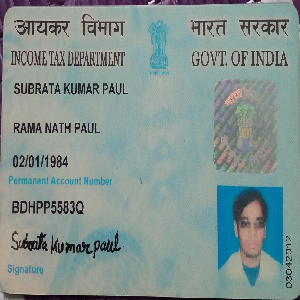 आयकर विभाग
भारत सरकार
INCOME TAX DEPARTMENT
GOVT. OF INDIA
SUBRATA KUMAR PAUL
RAMA NATH PAUL
02/01/1984
Permanent Account Number
BDHPP5583Q
Subrata Kumar paul
Signature
03042012